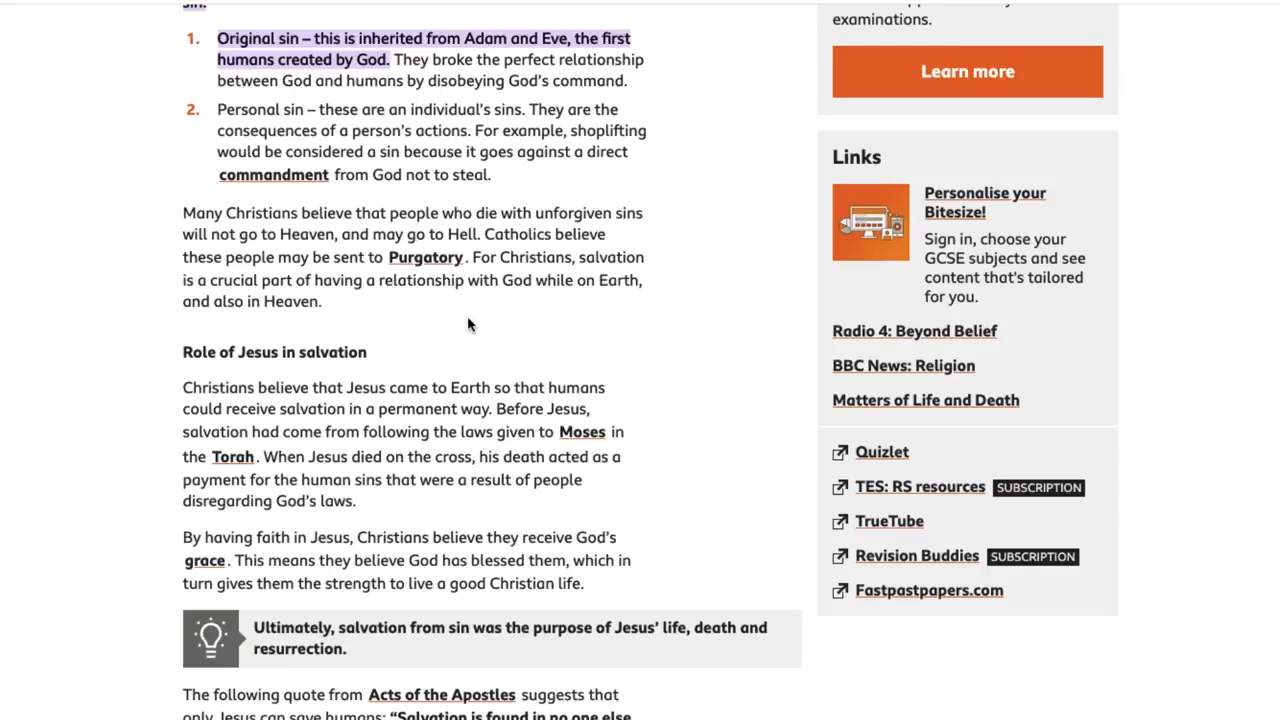 sin:
1. Original sin – this is inherited from Adam and Eve, the first
humans created by God. They broke the perfect relationship
between God and humans by disobeying God's command.
2. Personal sin – these are an individual's sins. They are the
consequences of a person's actions. For example, shoplifting
would be considered a sin because it goes against a direct
commandment from God not to steal.
Many Christians believe that people who die with unforgiven sins
will not go to Heaven, and may go to Hell. Catholics believe
these people may be sent to Purgatory. For Christians, salvation
is a crucial part of having a relationship with God while on Earth,
and also in Heaven.
Role of Jesus in salvation
Christians believe that Jesus came to Earth so that humans
could receive salvation in a permanent way. Before Jesus,
salvation had come from following the laws given to Moses in
the Torah. When Jesus died on the cross, his death acted as a
payment for the human sins that were a result of people
disregarding God's laws.
By having faith in Jesus, Christians believe they receive God's
grace. This means they believe God has blessed them, which in
turn gives them the strength to live a good Christian life.
Ultimately, salvation from sin was the purpose of Jesus' life, death and
resurrection.
The following quote from Acts of the Apostles suggests that
only Jesus can save humans: “Salvation is found in no one else
examinations.
Learn more
Links
Personalise your
Bitesize!
Sign in, choose your
GCSE subjects and see
content that's tailored
for you.
Radio 4: Beyond Belief
BBC News: Religion
Matters of Life and Death
Quizlet
TES: RS resources SUBSCRIPTION
TrueTube
Revision Buddies SUBSCRIPTION
Fastpastpapers.com